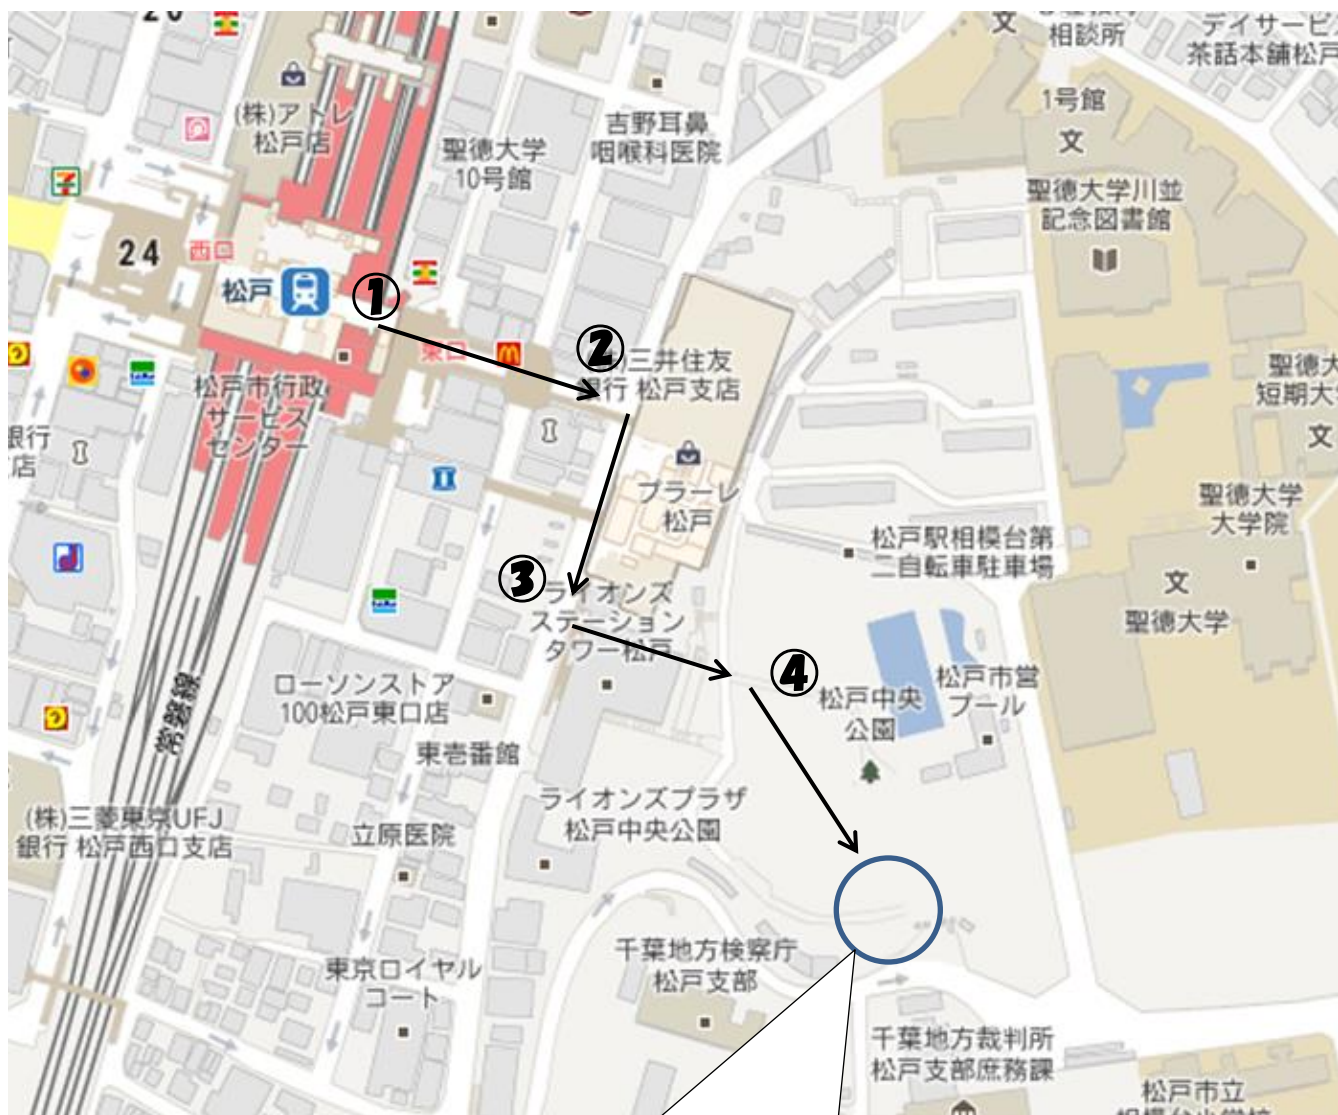 (株)アトレ
松戸店
聖徳大学
10号館
吉野耳鼻
咽喉科医院
相談所
デイサービ
茶話本舗松戸
文
1号館
文
聖徳大学川並
記念図書館
24
西口
松戸
①
東口
②
三井住友
銀行 松戸支店
松戸市行政
サービス
センター
銀行
店
プラーレ
松戸
聖徳大
短期大
文
聖徳大学
大学院
松戸駅相模台第
二自転車駐車場
文
聖徳大学
③
ライオンズ
ステーション
タワー松戸
④
松戸中央
公園
松戸市営
プール
ローソンストア
100松戸東口店
常磐線
東壱番館
ライオンズプラザ
松戸中央公園
(株)三菱東京UFJ
銀行 松戸西口支店
立原医院
東京ロイヤル
コート
千葉地方検察庁
松戸支部
千葉地方裁判所
松戸支部庶務課
松戸市立